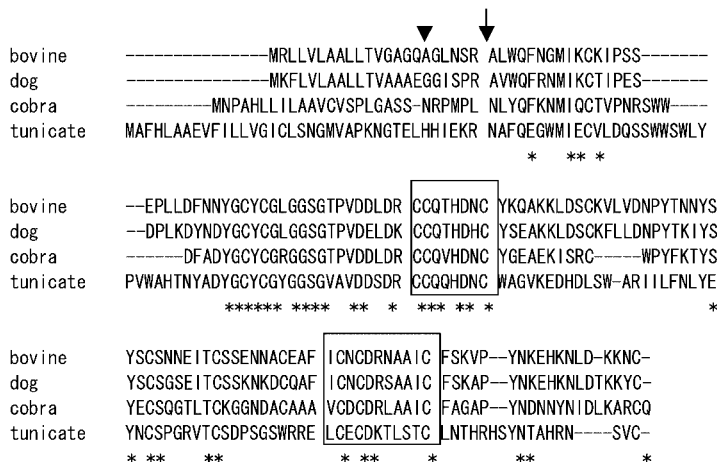 bovine ---------------MRLLVLAALLTVGAGQAGLNSR ALWQFNGMIKCKIPSS-------
dog ---------------MKFLVLAALLTVAAAEGGISPR AVWQFRNMIKCTIPES-------
cobra ---------MNPAHLLILAAVCVSPLGASS-NRPMPL NLYQFKNMIQCTVPNRSWW----
tunicate MAFHLAAEVFILLVGICLSNGMVAPKNGTELHHIEKR NAFQEGWMIECVLDQSSWWSWLY
* ** *
bovine --EPLLDFNNYGCYCGLGGSGTPVDDLDR CCQTHDNC YKQAKKLDSCKVLVDNPYTNNYS
dog --DPLKDYNDYGCYCGLGGSGTPVDELDK CCQTHDHC YSEAKKLDSCKFLLDNPYTKIYS
cobra ------DFADYGCYCGRGGSGTPVDDLDR CCQVHDNC YGEAEKISRC-----WPYFKTYS
tunicate PVWAHTNYADYGCYCGYGGSGVAVDDSDR CCQQHDNC WAGVKEDHDLSW-ARIILFNLYE
****** **** ** * *** ** * *
bovine YSCSNNEITCSSENNACEAF ICNCDRNAAIC FSKVP--YNKEHKNLD-KKNC-
dog YSCSGSEITCSSKNKDCQAF ICNCDRSAAIC FSKAP--YNKEHKNLDTKKYC-
cobra YECSQGTLTCKGGNDACAAA VCDCDRLAAIC FAGAP--YNDNNYNIDLKARCQ
tunicate YNCSPGRVTCSDPSGSWRRE LCECDKTLSTC LNTHRHSYNTAHRN----SVC-
* ** ** * ** * ** *